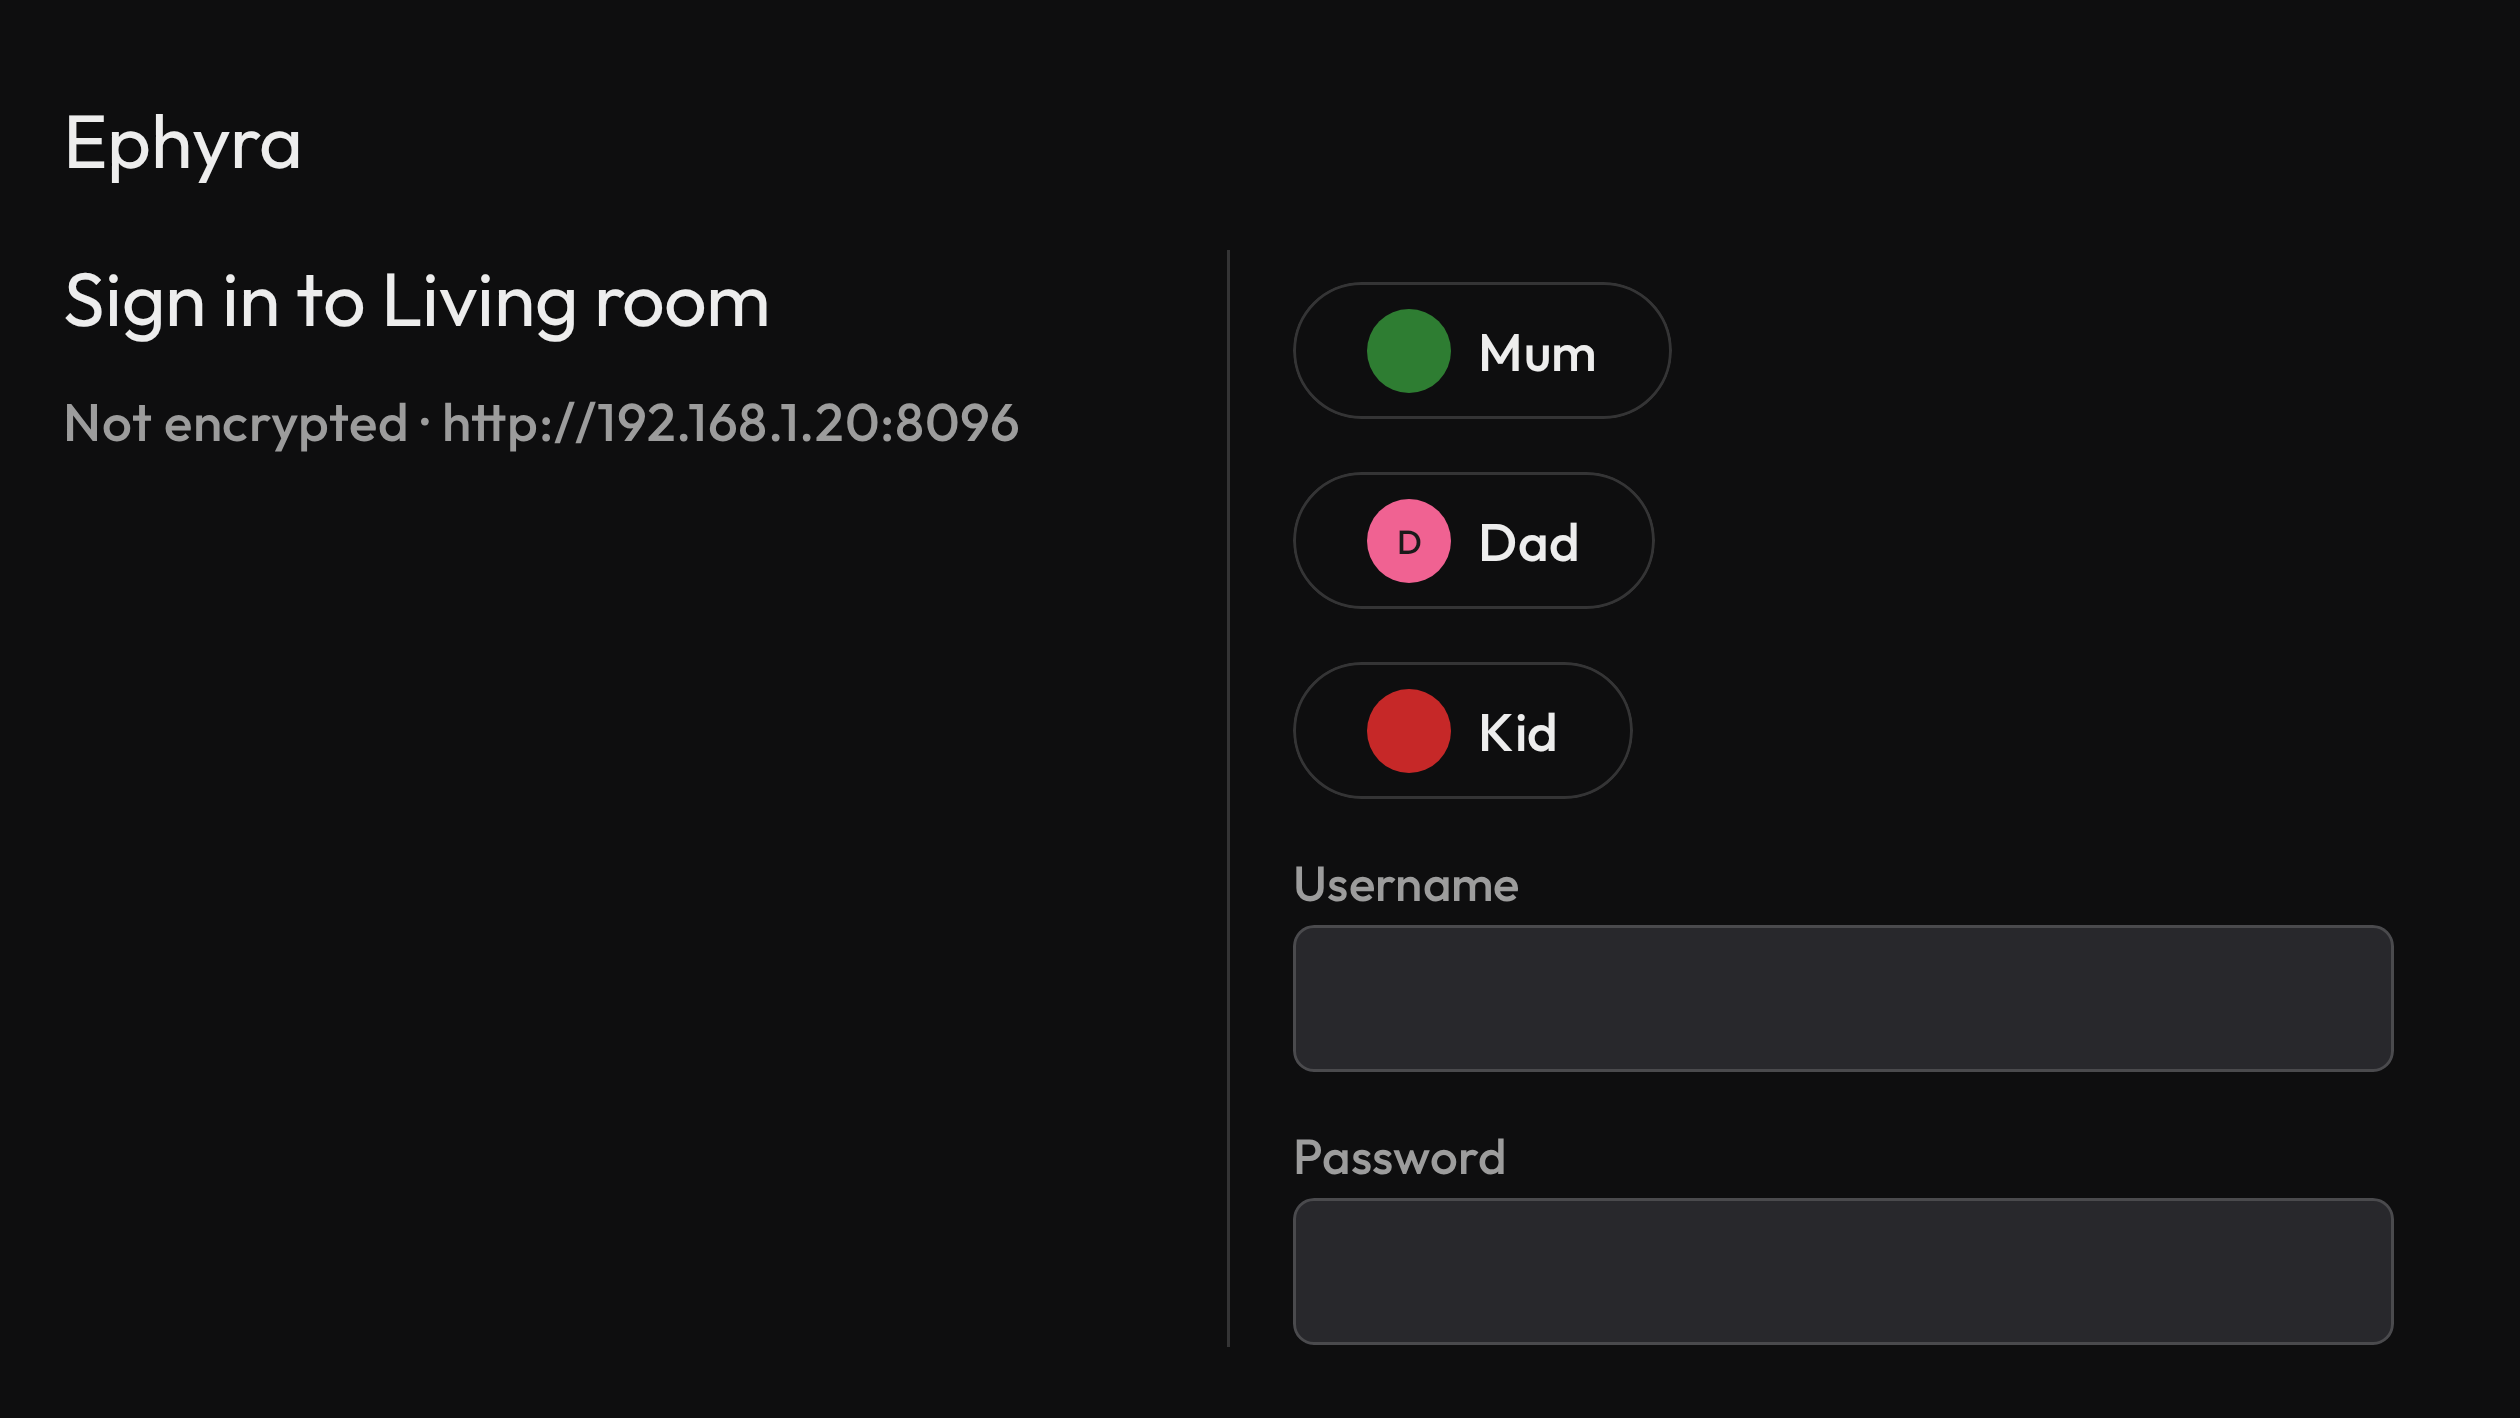 Ephyra
Sign in to Living room
Not encrypted · http://192.168.1.20:8096
Mum
D Dad
Kid
Username
Password